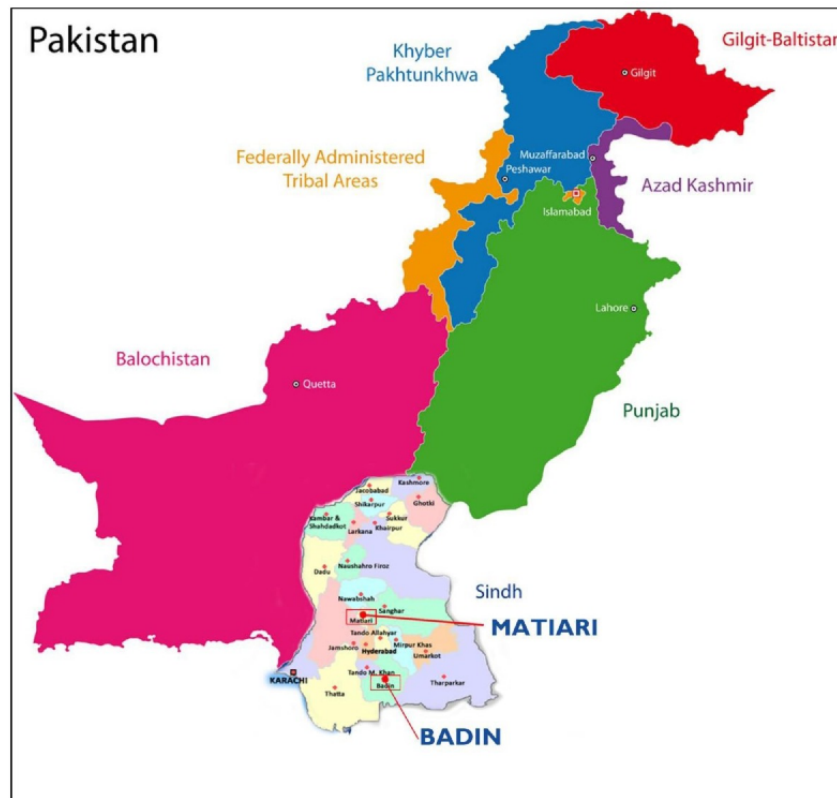 Pakistan
Khyber
Pakhtunkhwa
Gilgit-Baltistan
Gilgit
Federally Administered
Tribal Areas
Muzaffarabad
Peshawar
Azad Kashmir
Islamabad
Lahore
Balochistan
Quetta
Punjab
Kashmore
Jacobabad
Ghotki
Shikarpur
Kambar &
Shahdadkot
Sukkur
Larkana
Khairpur
Naushahro Firoz
Dadu
Sindh
Nawabshah
Sanghar
Matiari
MATIARI
Tando Allahyar
Jamshoro
Hyderabad
Mirpur Khas
Umarkot
Tando M. Khan
KARACHI
Badin
Tharparkar
Thatta
BADIN